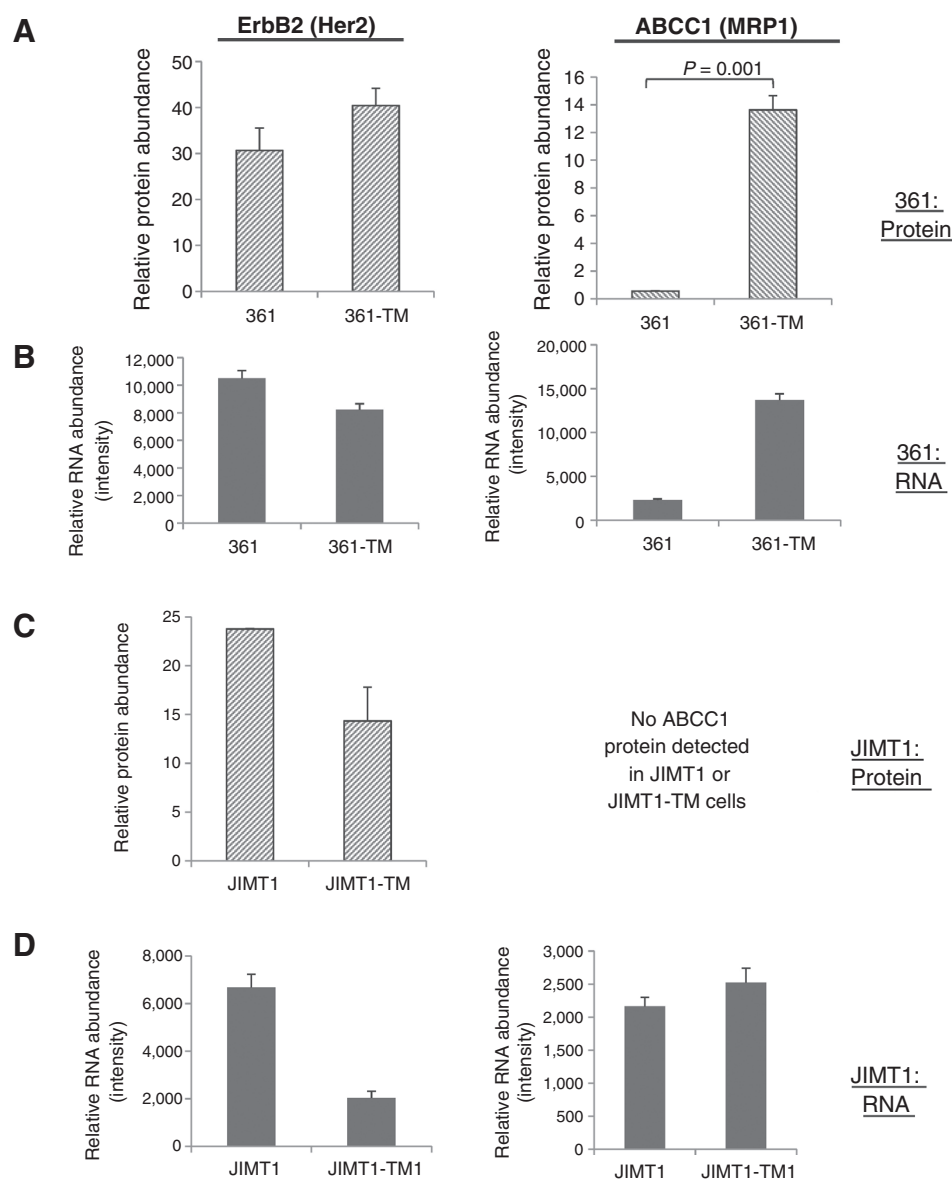 A
ErbB2 (Her2)
Relative protein abundance
50
40
30
20
10
0
361
361-TM
ABCC1 (MRP1)
P = 0.001
Relative protein abundance
16
14
12
10
8
6
4
2
0
361
361-TM
361:
Protein
B
Relative RNA abundance
(intensity)
12,000
10,000
8,000
6,000
4,000
2,000
0
361
361-TM
Relative RNA abundance
(intensity)
20,000
15,000
10,000
5,000
0
361
361-TM
361:
RNA
C
Relative protein abundance
25
20
15
10
5
0
JIMT1
JIMT1-TM
No ABCC1
protein detected
in JIMT1 or
JIMT1-TM cells
JIMT1:
Protein
D
Relative RNA abundance
(intensity)
8,000
6,000
4,000
2,000
0
JIMT1
JIMT1-TM1
Relative RNA abundance
(intensity)
3,000
2,500
2,000
1,500
1,000
500
0
JIMT1
JIMT1-TM1
JIMT1:
RNA